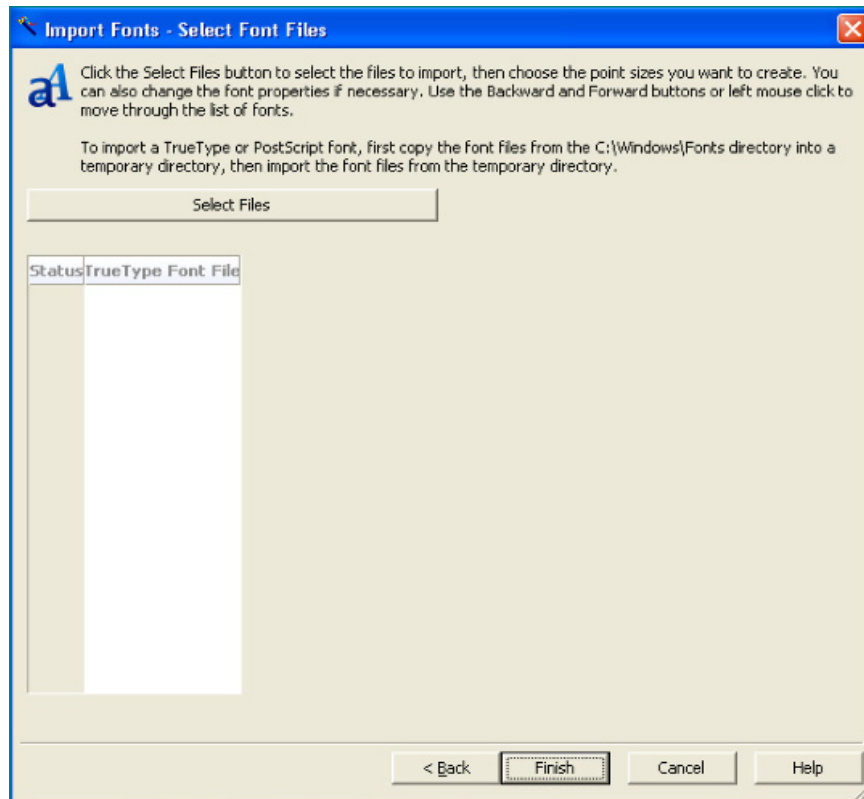 Import Fonts - Select Font Files
Click the Select Files button to select the files to import, then choose the point sizes you want to create. You
can also change the font properties if necessary. Use the Backward and Forward buttons or left mouse click to
move through the list of fonts.
To import a TrueType or PostScript font, first copy the font files from the C:\Windows\Fonts directory into a
temporary directory, then import the font files from the temporary directory.
Select Files
Status TrueType Font File
< Back Finish Cancel Help